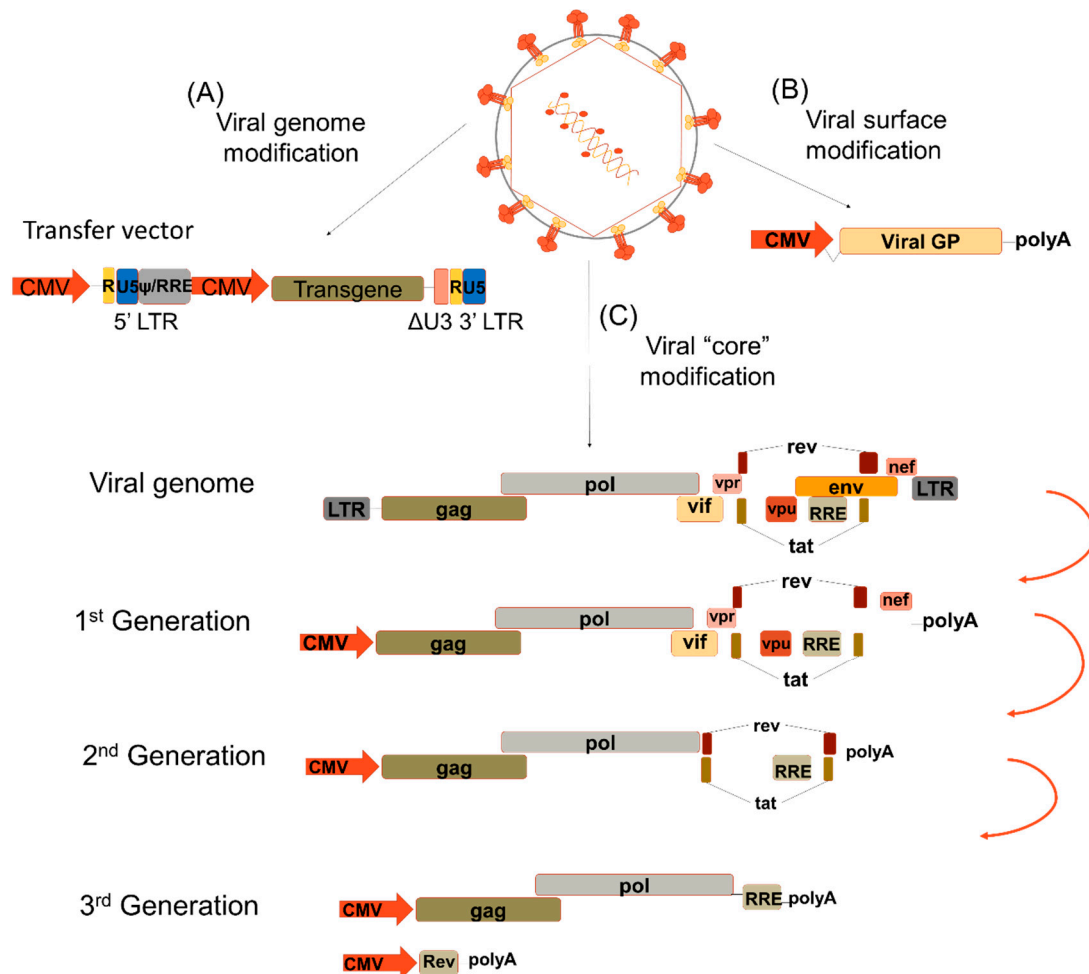 (A)
Viral genome
modification
(B)
Viral surface
modification
CMV Viral GP polyA
Transfer vector
CMV R U5 ψ/RRE CMV Transgene R U5
5' LTR ΔU3 3' LTR
(C)
Viral “core”
modification
rev
nef
vpr
pol
env
Viral genome
LTR gag vif vpu RRE LTR
tat
rev
nef
1st Generation
pol vpr polyA
CMV gag vif vpu RRE
tat
rev
2nd Generation
pol polyA
CMV gag RRE
tat
3rd Generation
pol RRE polyA
CMV gag
CMV Rev polyA